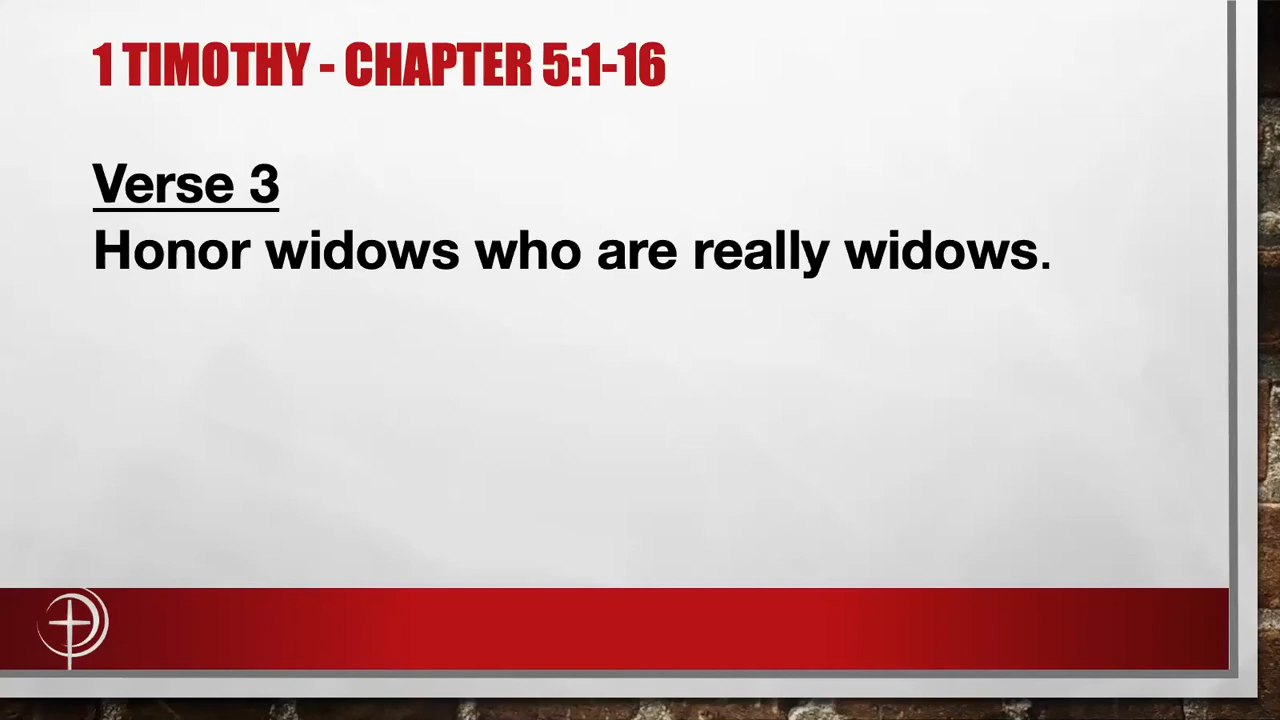 1 TIMOTHY - CHAPTER 5:1-16
Verse 3
Honor widows who are really widows.